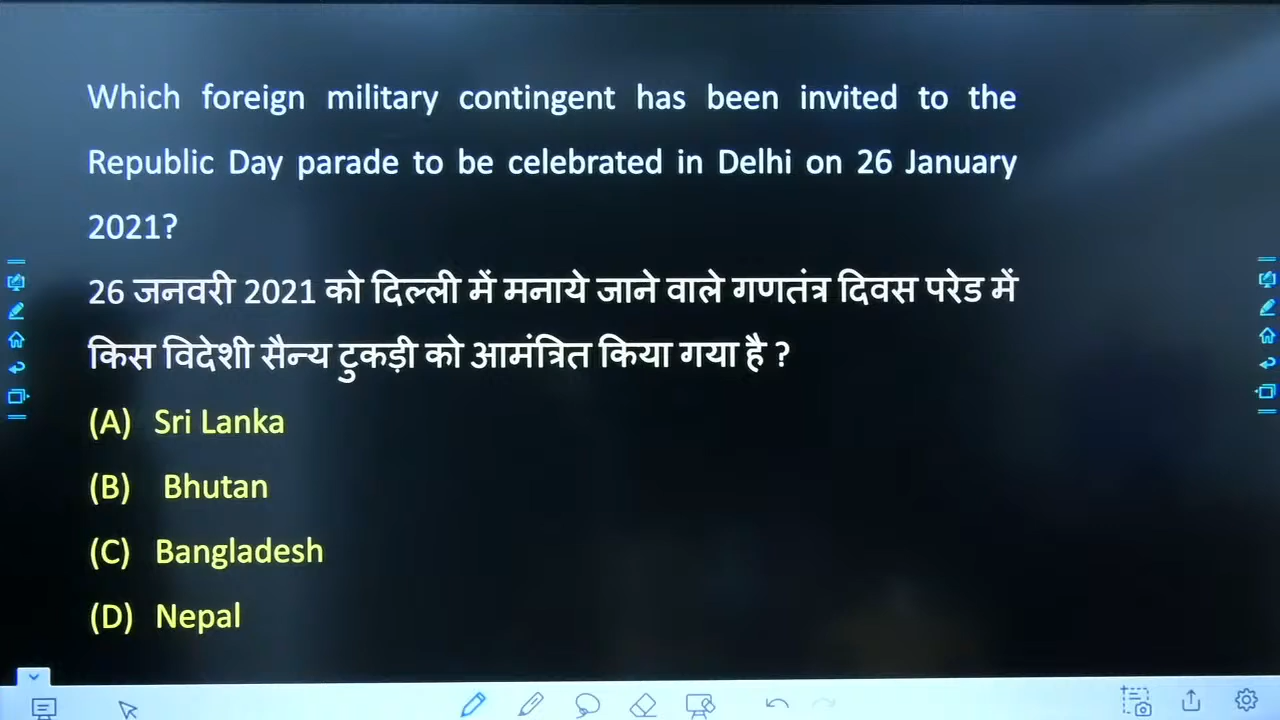 Which foreign military contingent has been invited to the
Republic Day parade to be celebrated in Delhi on 26 January
2021?
26 जनवरी 2021 को दिल्ली में मनाये जाने वाले गणतंत्र दिवस परेड में
किस विदेशी सैन्य टुकड़ी को आमंत्रित किया गया है ?
(A) Sri Lanka
(B) Bhutan
(C) Bangladesh
(D) Nepal